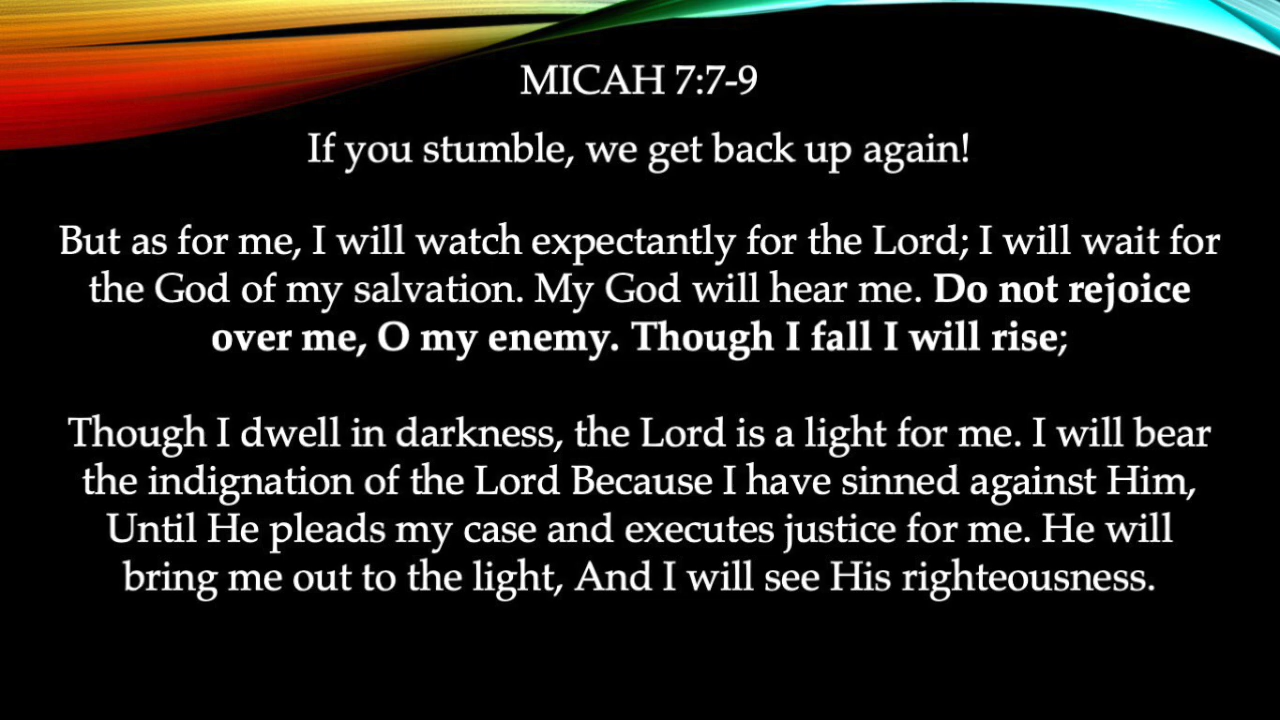 MICAH 7:7-9
If you stumble, we get back up again!
But as for me, I will watch expectantly for the Lord; I will wait for
the God of my salvation. My God will hear me. Do not rejoice
over me, O my enemy. Though I fall I will rise;
Though I dwell in darkness, the Lord is a light for me. I will bear
the indignation of the Lord Because I have sinned against Him,
Until He pleads my case and executes justice for me. He will
bring me out to the light, And I will see His righteousness.